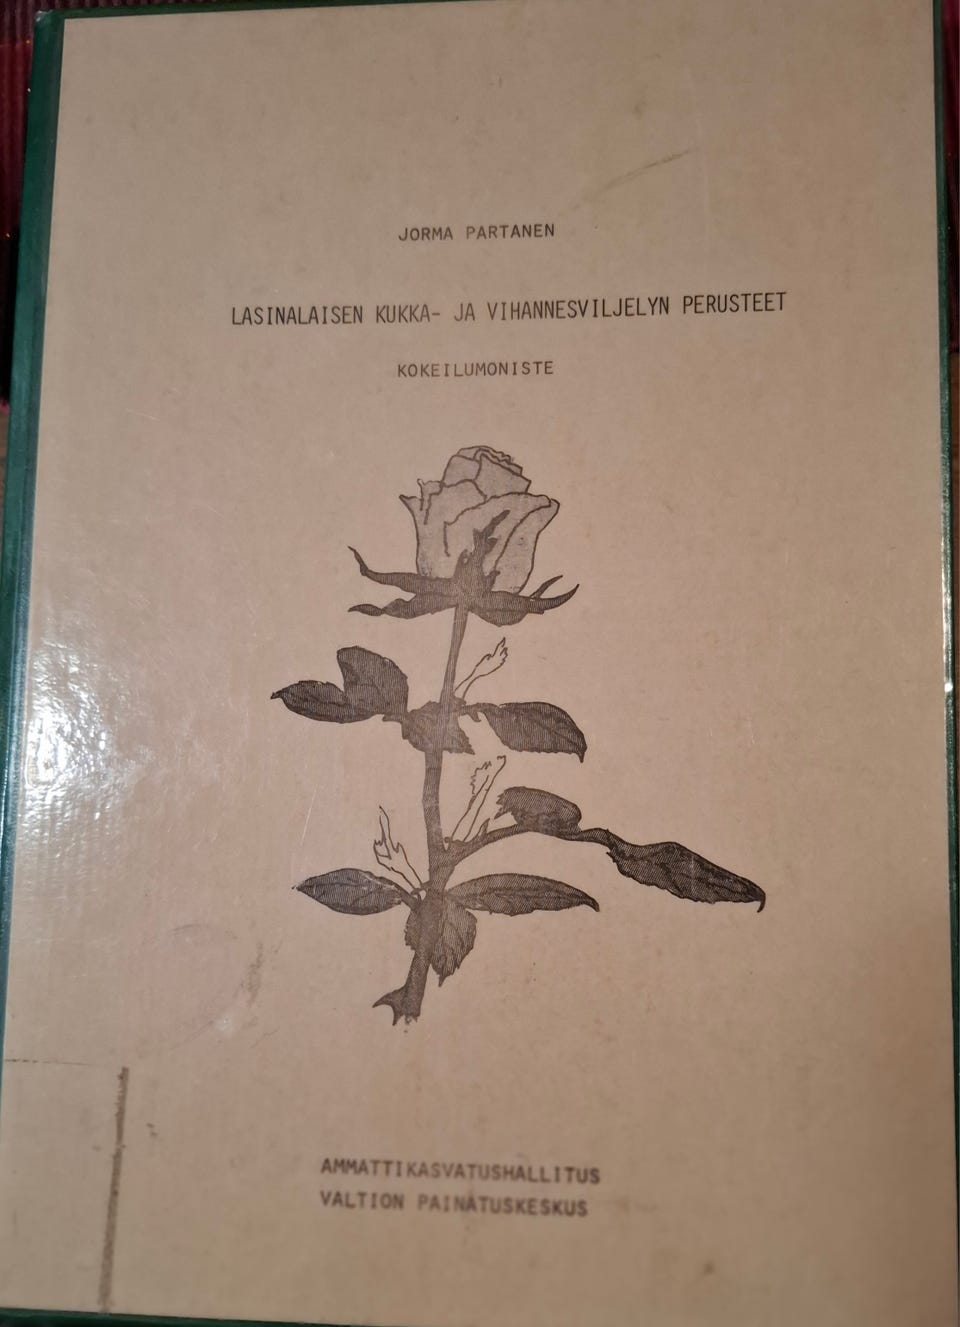 JORMA PARTANEN
LASINALAISEN KUKKA- JA VIHANNESVILJELYN PERUSTEET
KOKEILUMONISTE
AMMATTIKASVATUSHALLITUS
VALTION PAINATUSKESKUS